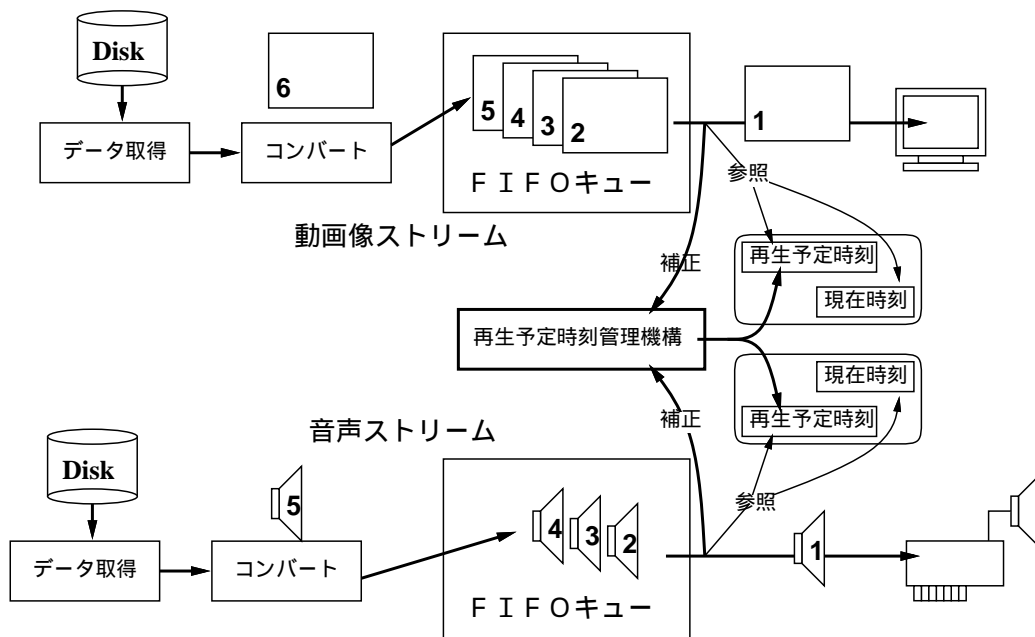 Disk
6
5
4
3
2
1
データ取得
コンバート
ＦＩＦＯキュー
参照
動画像ストリーム
補正
再生予定時刻
現在時刻
再生予定時刻管理機構
現在時刻
再生予定時刻
音声ストリーム
補正
Disk
5
4
3
2
1
参照
データ取得
コンバート
ＦＩＦＯキュー